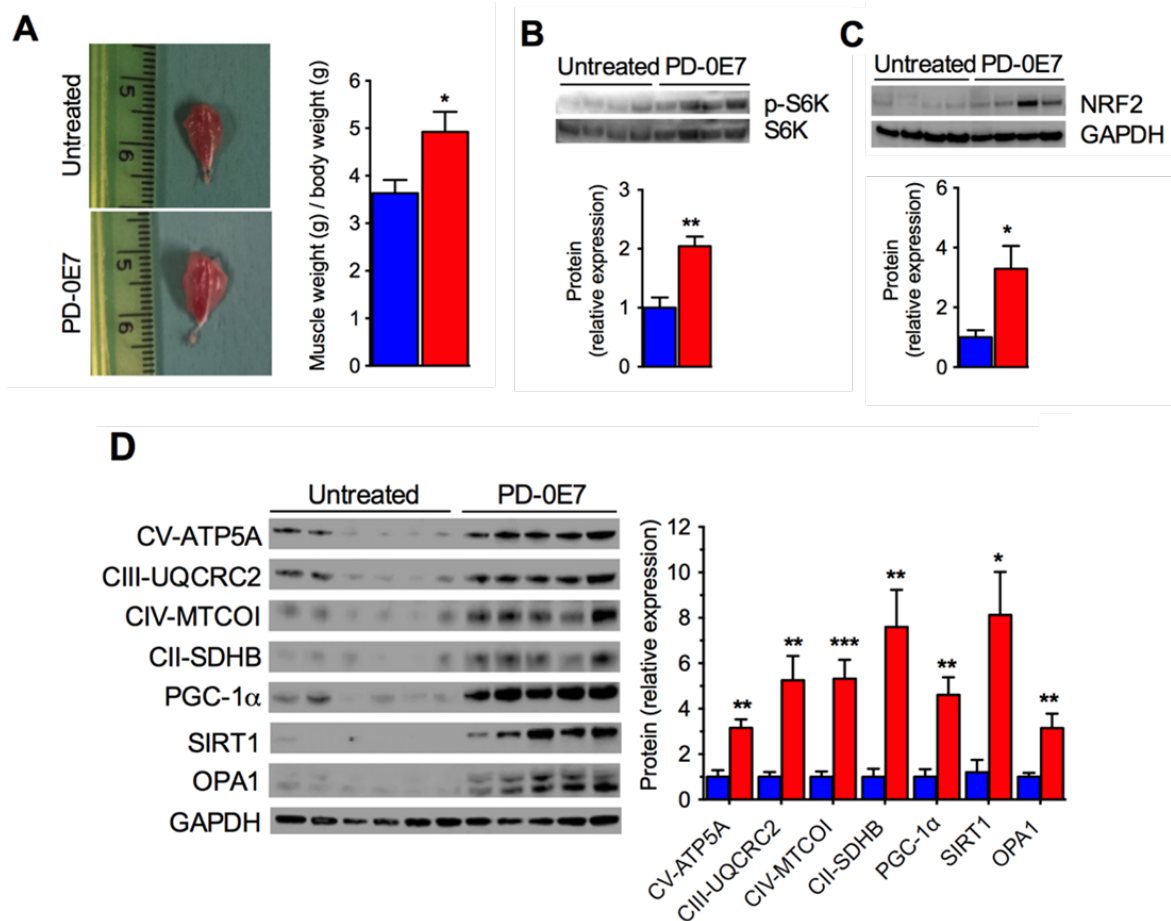 A
Untreated
5
6
PD-0E7
5
6
Muscle weight (g) / body weight (g)
6
5
4
3
2
1
0
*
B
Untreated PD-0E7
p-S6K
S6K
Protein
(relative expression)
3
2
1
0
**
C
Untreated PD-0E7
NRF2
GAPDH
Protein
(relative expression)
6
4
2
0
*
D
Untreated PD-0E7
CV-ATP5A
CIII-UQCRC2
CIV-MTCOI
CII-SDHB
PGC-1α
SIRT1
OPA1
GAPDH
Protein (relative expression)
12
10
8
6
4
2
0
**
**
***
**
**
*
**
CV-ATP5A
CIII-UQCRC2
CIV-MTCOI
CII-SDHB
PGC-1α
SIRT1
OPA1